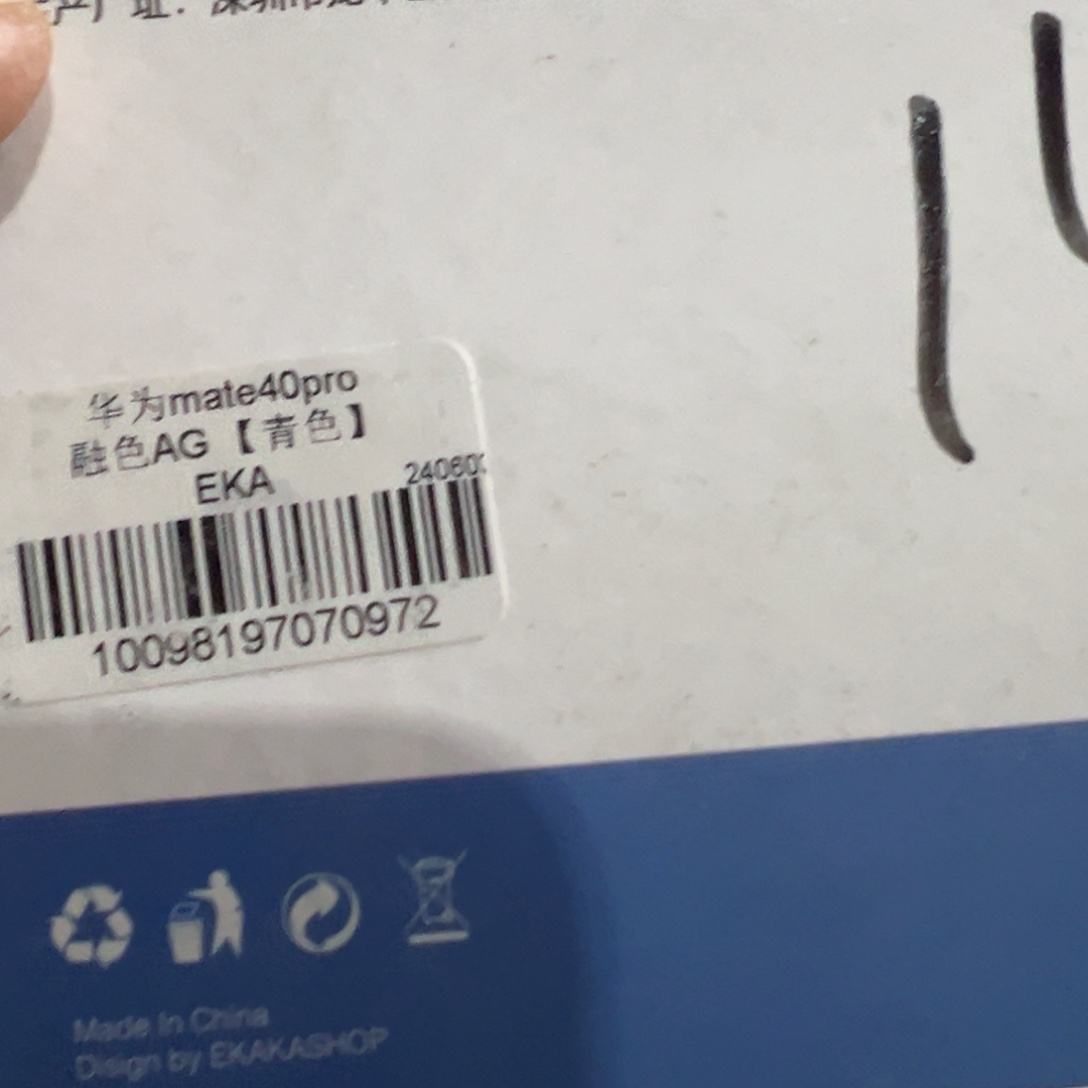 华为mate40pro
融色AG【青色】
EKA
10098197070972
Made In China
Disign by EKAKASHOP